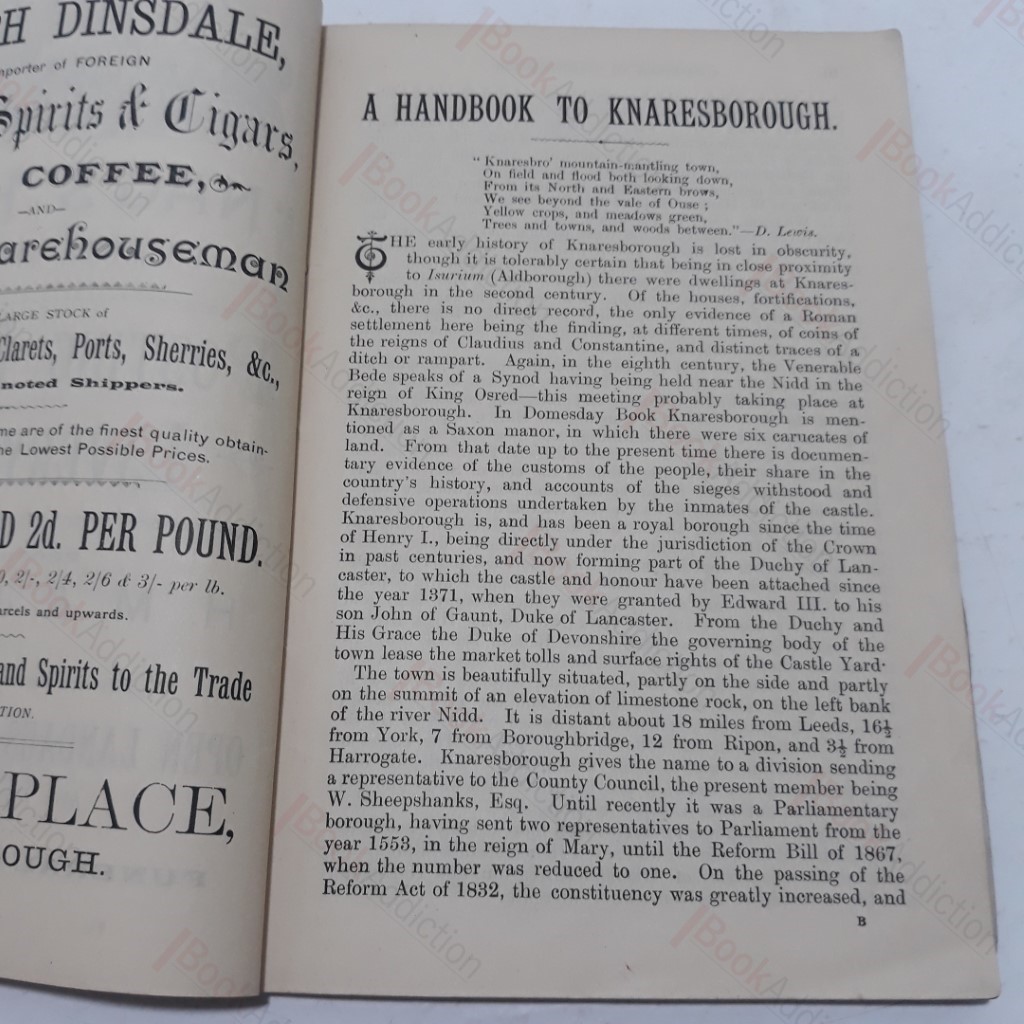 H DINSDALE,
mporter of FOREIGN
Spirits & Cigars,
COFFEE,
—AND—
arehouseman
LARGE STOCK of
Clarets, Ports, Sherries, &c.,
noted Shippers.
me are of the finest quality obtain-
he Lowest Possible Prices.
D 2d. PER POUND.
, 2/-, 2/4, 2/6 & 3/- per lb.
arcels and upwards.
and Spirits to the Trade
TION.
PLACE,
OUGH.
A HANDBOOK TO KNARESBOROUGH.
"Knaresbro' mountain-mantling town,
On field and flood both looking down,
From its North and Eastern brows,
We see beyond the vale of Ouse ;
Yellow crops, and meadows green,
Trees and towns, and woods between."—D. Lewis.
THE early history of Knaresborough is lost in obscurity,
though it is tolerably certain that being in close proximity
to Isurium (Aldborough) there were dwellings at Knares-
borough in the second century. Of the houses, fortifications,
&c., there is no direct record, the only evidence of a Roman
settlement here being the finding, at different times, of coins of
the reigns of Claudius and Constantine, and distinct traces of a
ditch or rampart. Again, in the eighth century, the Venerable
Bede speaks of a Synod having being held near the Nidd in the
reign of King Osred—this meeting probably taking place at
Knaresborough. In Domesday Book Knaresborough is men-
tioned as a Saxon manor, in which there were six carucates of
land. From that date up to the present time there is documen-
tary evidence of the customs of the people, their share in the
country's history, and accounts of the sieges withstood and
defensive operations undertaken by the inmates of the castle.
Knaresborough is, and has been a royal borough since the time
of Henry I., being directly under the jurisdiction of the Crown
in past centuries, and now forming part of the Duchy of Lan-
caster, to which the castle and honour have been attached since
the year 1371, when they were granted by Edward III. to his
son John of Gaunt, Duke of Lancaster. From the Duchy and
His Grace the Duke of Devonshire the governing body of the
town lease the market tolls and surface rights of the Castle Yard·
The town is beautifully situated, partly on the side and partly
on the summit of an elevation of limestone rock, on the left bank
of the river Nidd. It is distant about 18 miles from Leeds, 16½
from York, 7 from Boroughbridge, 12 from Ripon, and 3½ from
Harrogate. Knaresborough gives the name to a division sending
a representative to the County Council, the present member being
W. Sheepshanks, Esq. Until recently it was a Parliamentary
borough, having sent two representatives to Parliament from the
year 1553, in the reign of Mary, until the Reform Bill of 1867,
when the number was reduced to one. On the passing of the
Reform Act of 1832, the constituency was greatly increased, and
B
BookAddiction